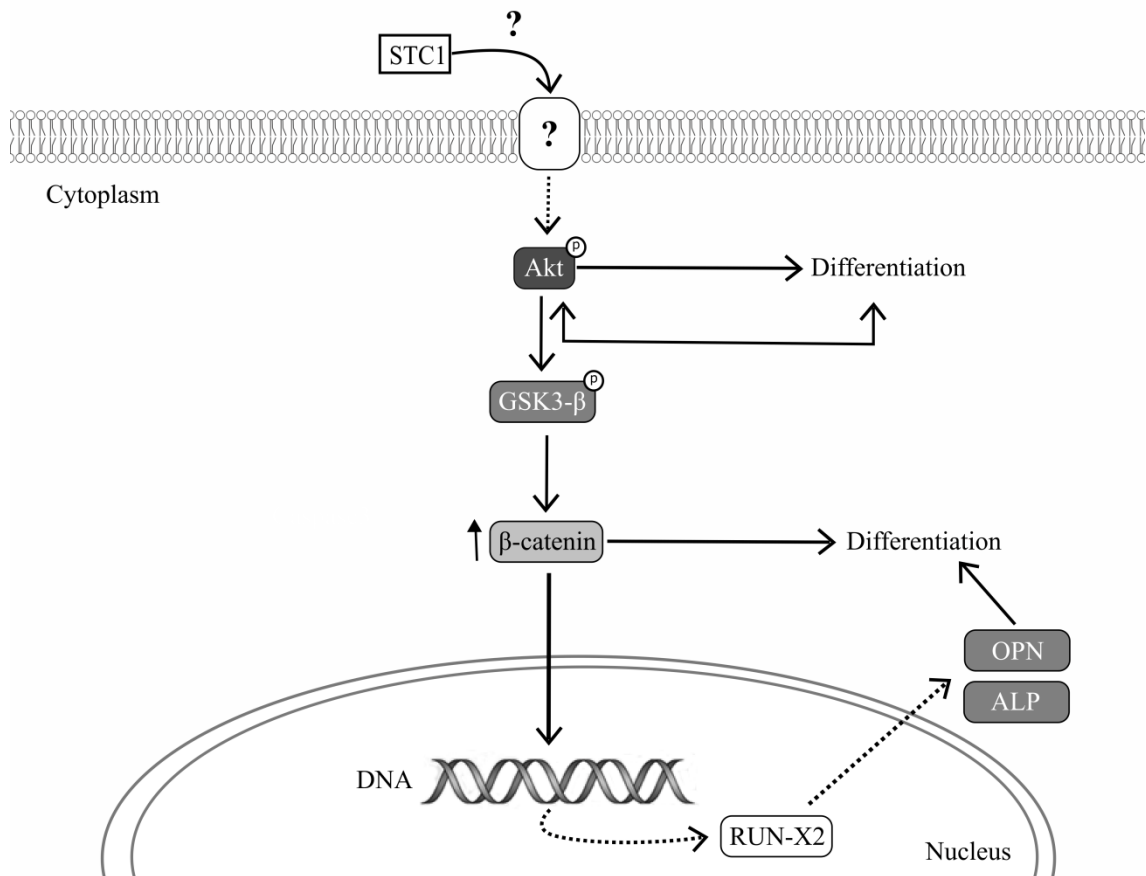 ?
STC1
?
Cytoplasm
p
Akt
Differentiation
p
GSK3-β
β-catenin
Differentiation
OPN
ALP
DNA
RUN-X2
Nucleus